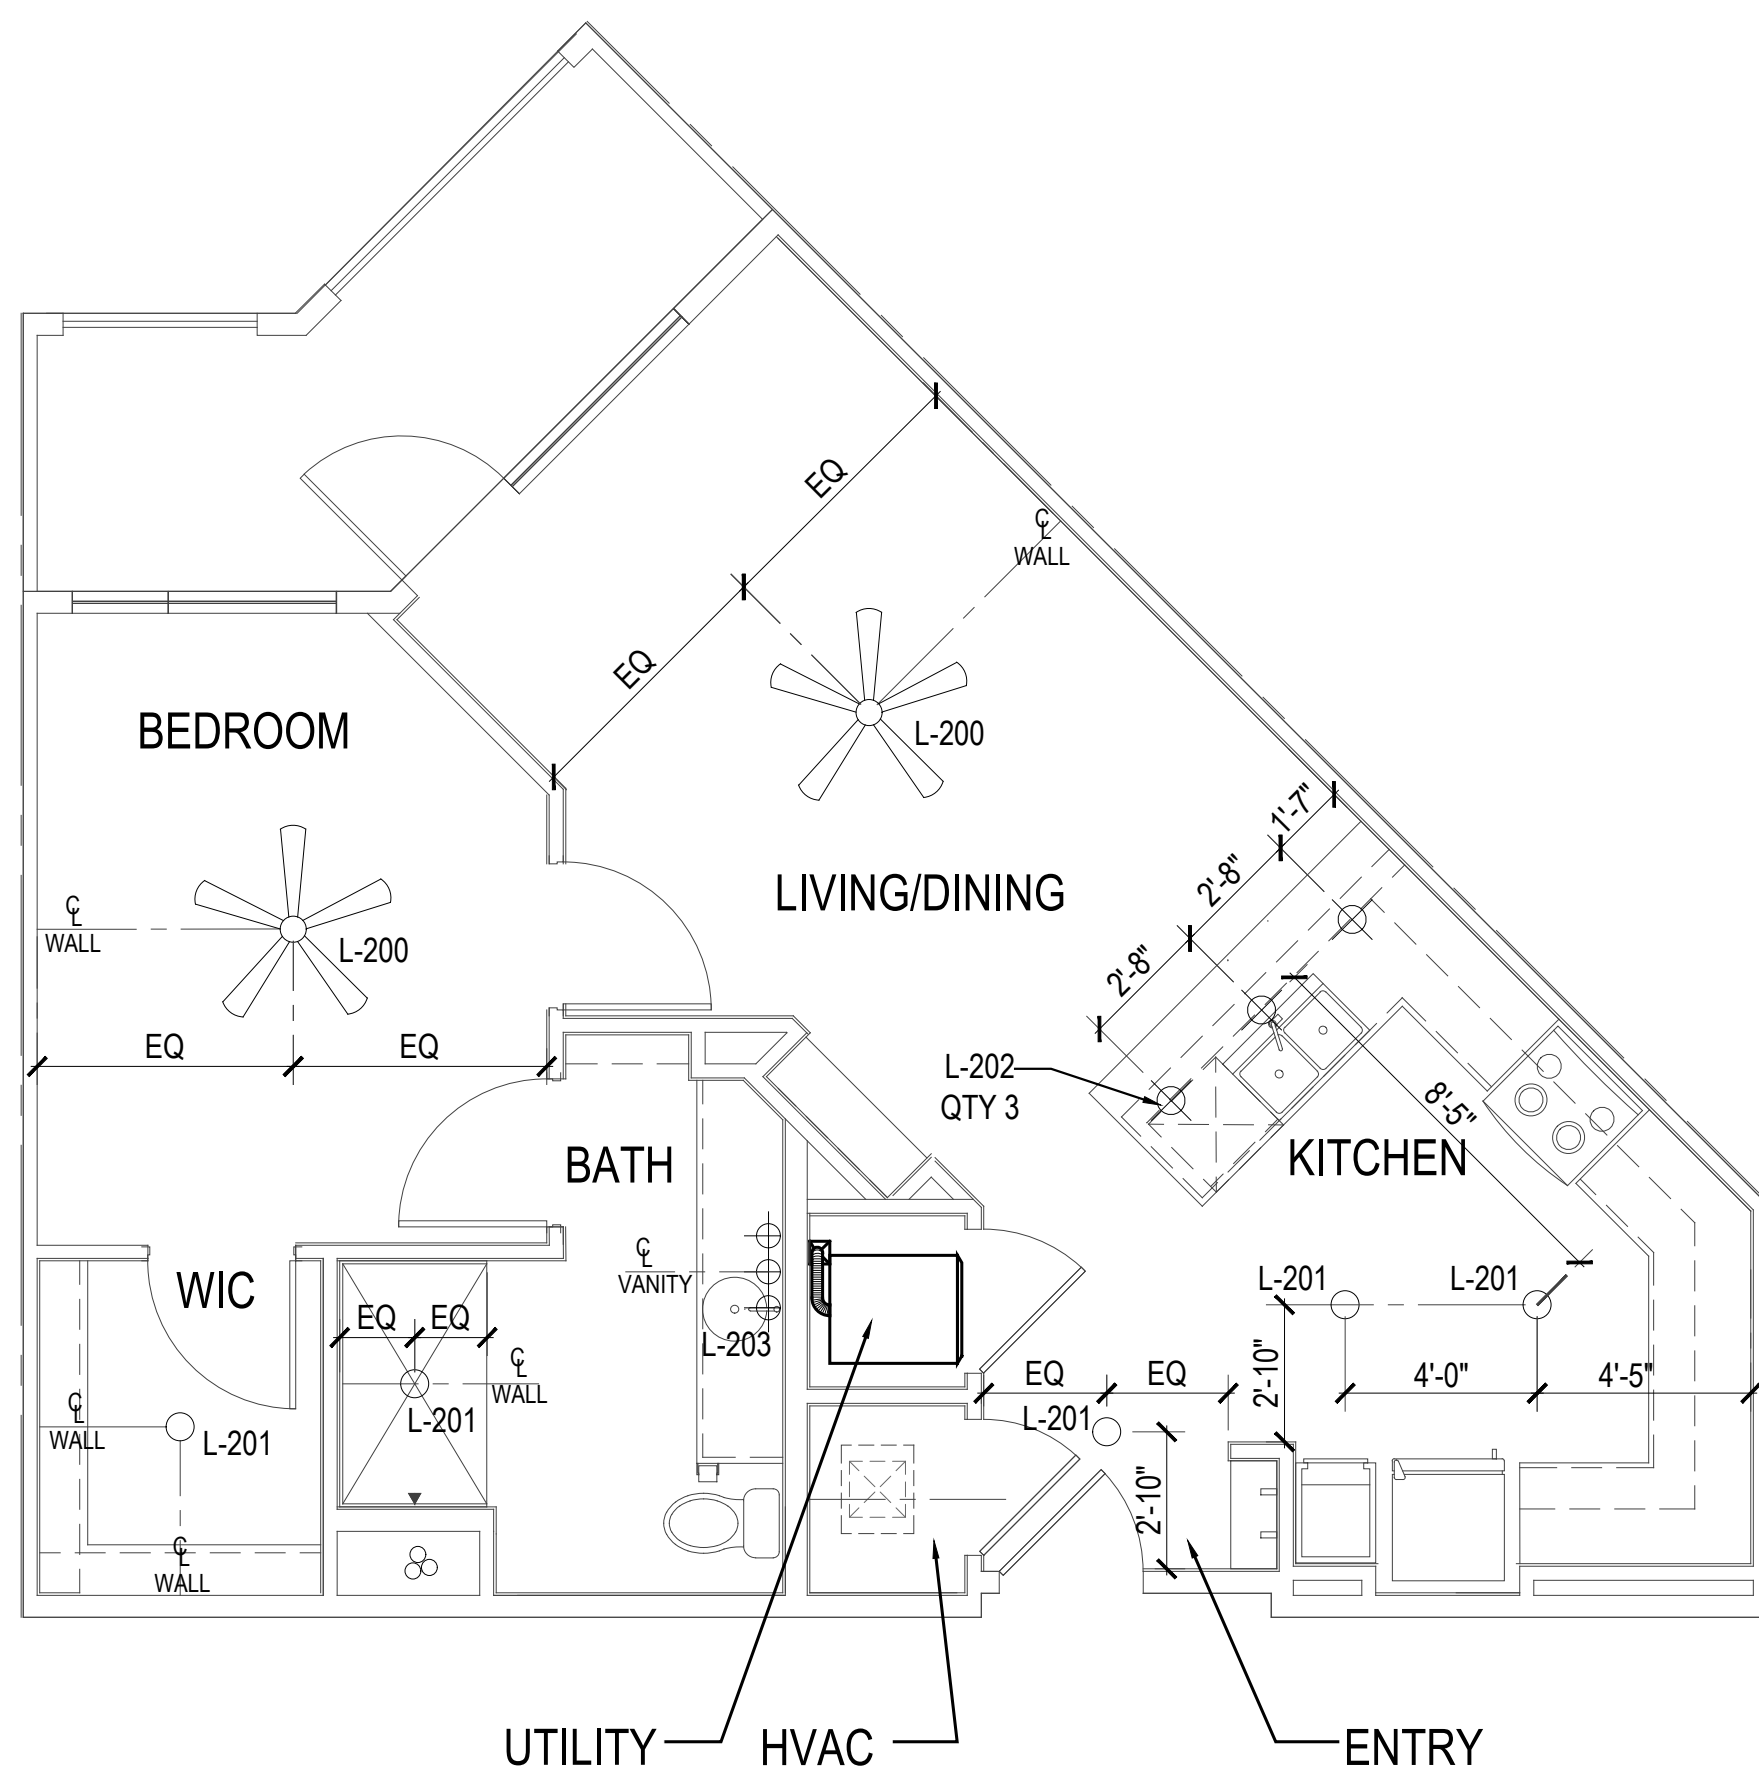 EQ
℄
WALL
EQ
BEDROOM
L-200
1'-7"
2'-8"
LIVING/DINING
℄
WALL
L-200
2'-8"
EQ
EQ
L-202
QTY 3
8'-5"
BATH
KITCHEN
℄
VANITY
WIC
L-201
L-201
EQ
EQ
L-203
2'-10"
℄
WALL
EQ
EQ
4'-0"
4'-5"
℄
WALL
L-201
L-201
L-201
2'-10"
℄
WALL
UTILITY
HVAC
ENTRY